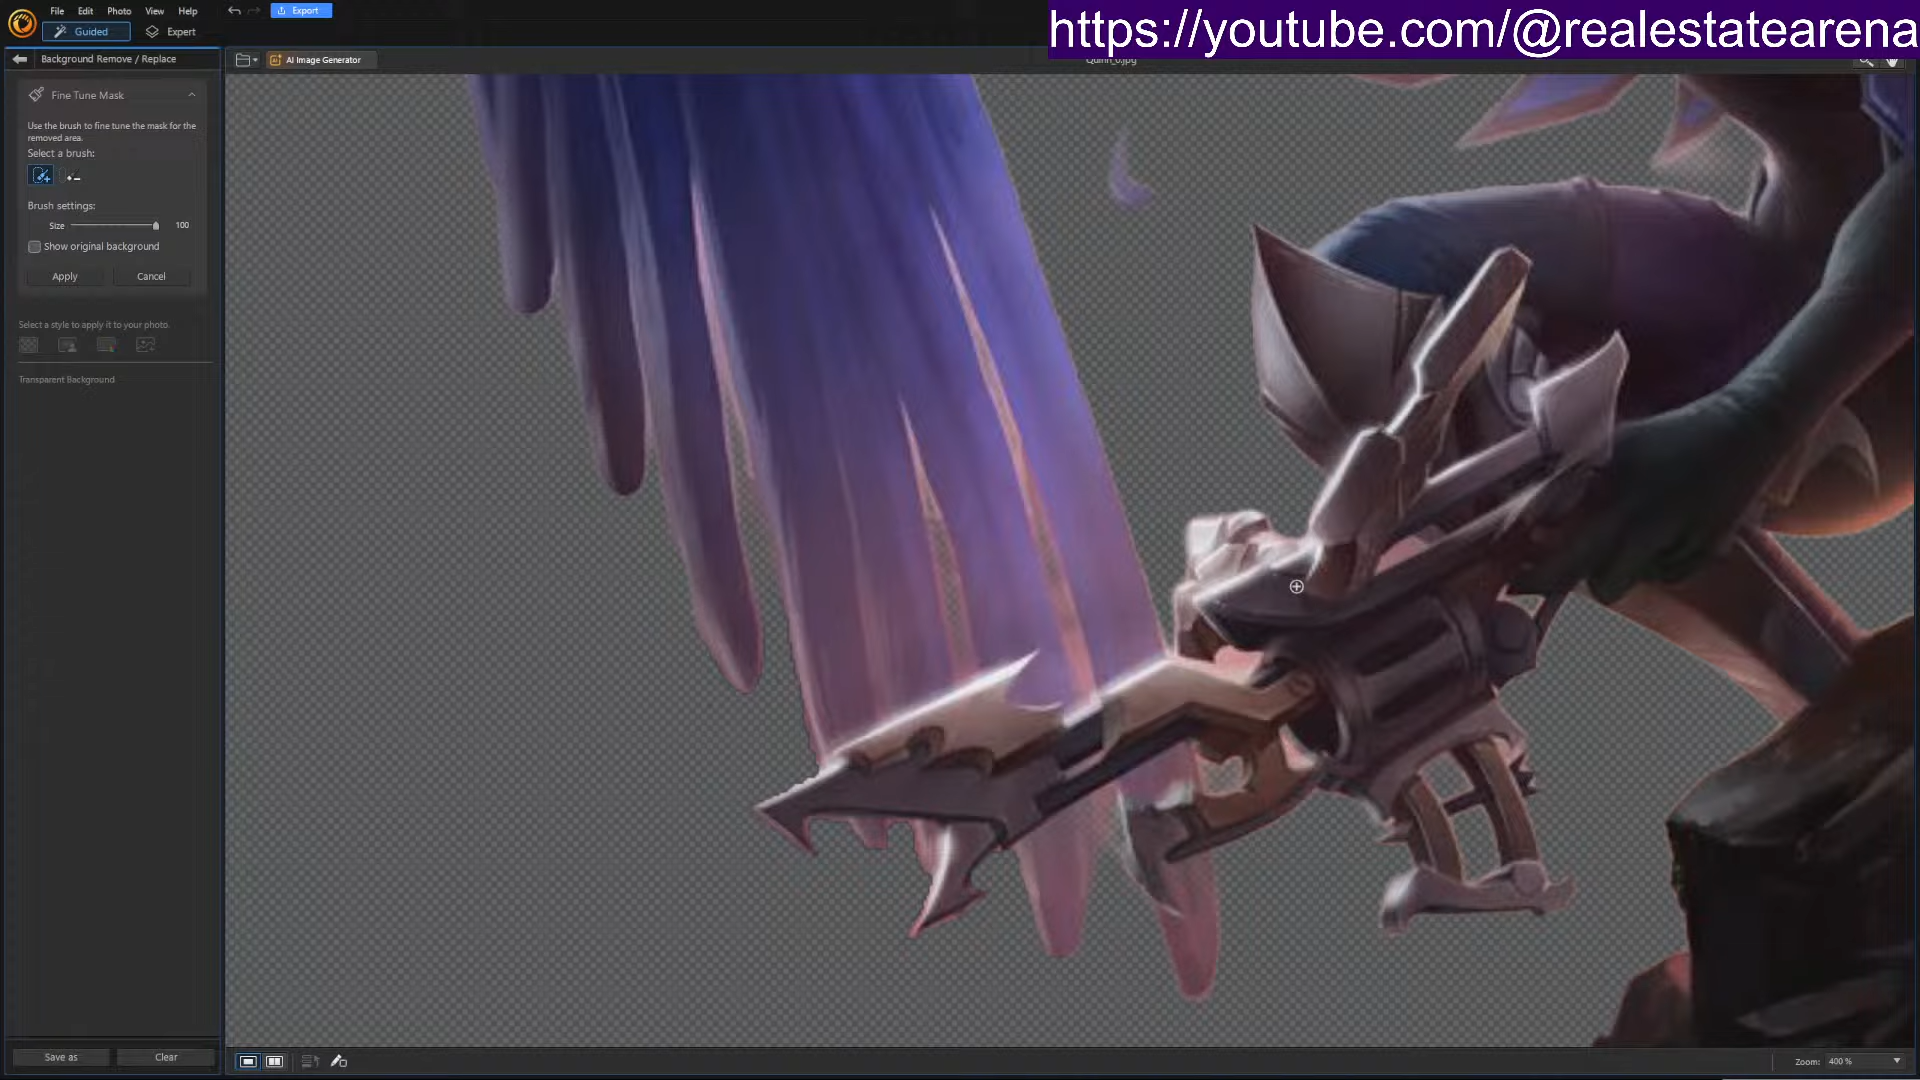 File Edit Photo View Help
Export
https://youtube.com/@realestatearena
Guided
Expert
Background Remove / Replace
AI Image Generator
Fine Tune Mask
Use the brush to fine tune the mask for the
removed area.
Select a brush:
Brush settings:
Size 100
Show original background
Apply Cancel
Select a style to apply it to your photo.
Transparent Background
Save as Clear
Zoom: 400 %